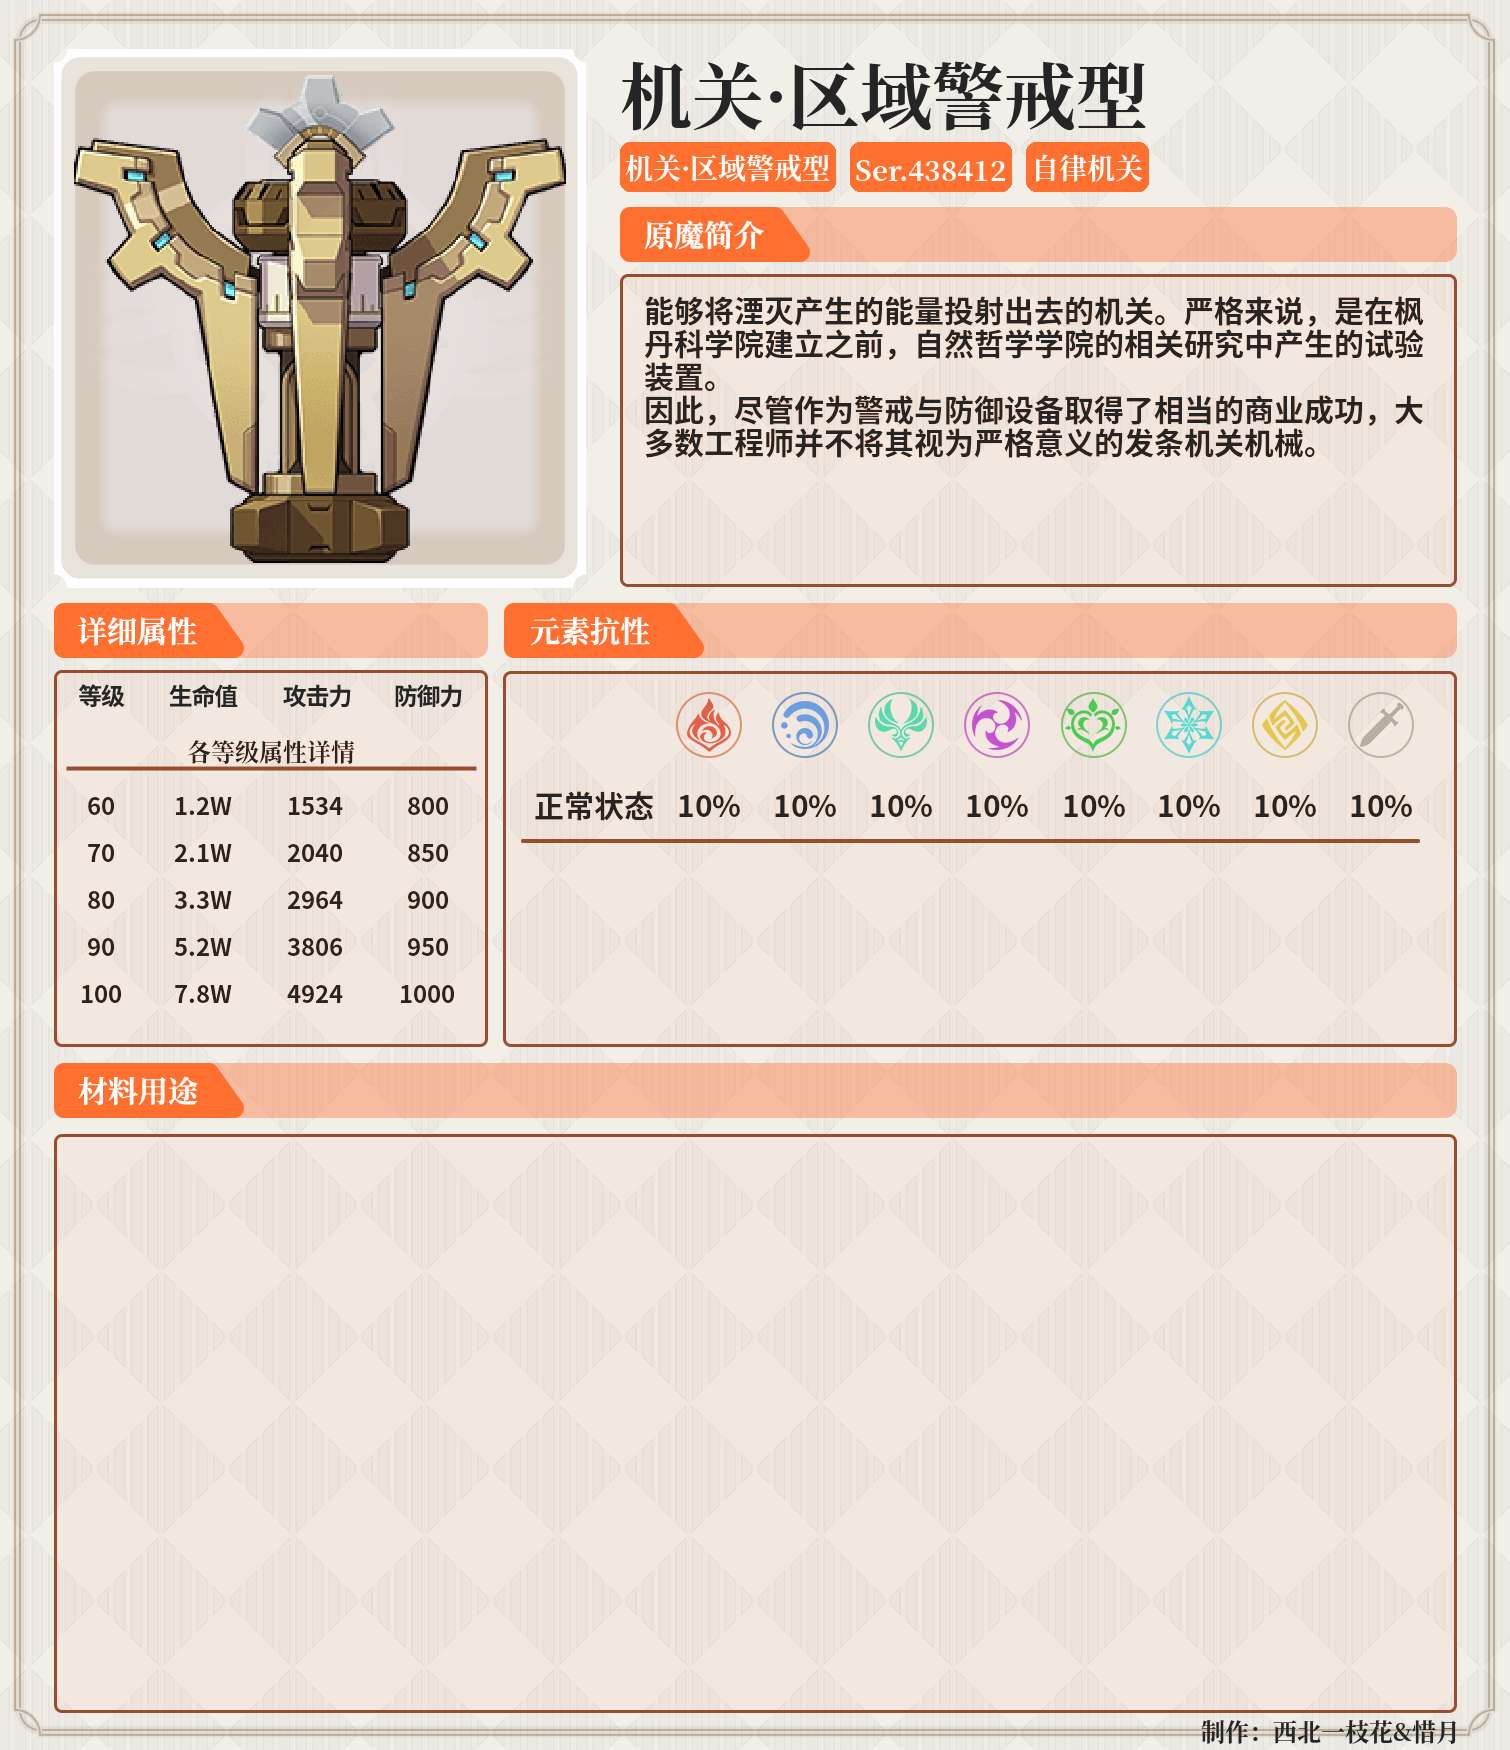 机关·区域警戒型
机关·区域警戒型 Ser.438412 自律机关
原魔简介
能够将湮灭产生的能量投射出去的机关。严格来说，是在枫
丹科学院建立之前，自然哲学学院的相关研究中产生的试验
装置。
因此，尽管作为警戒与防御设备取得了相当的商业成功，大
多数工程师并不将其视为严格意义的发条机关机械。
详细属性
等级 生命值 攻击力 防御力
各等级属性详情
60 1.2W 1534 800
70 2.1W 2040 850
80 3.3W 2964 900
90 5.2W 3806 950
100 7.8W 4924 1000
元素抗性
正常状态 10% 10% 10% 10% 10% 10% 10% 10%
材料用途
制作：西北一枝花&惜月